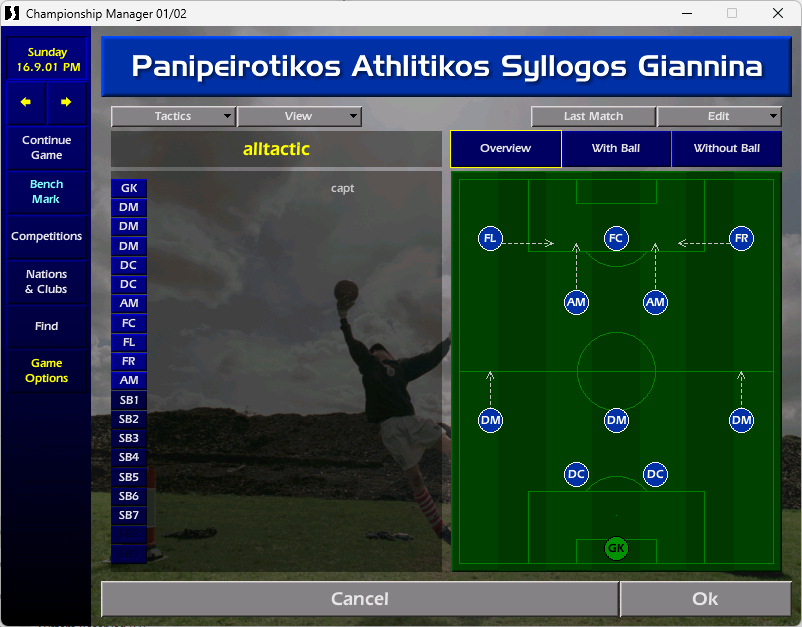 Championship Manager 01/02
Sunday
16.9.01 PM
Continue
Game
Bench
Mark
Competitions
Nations
& Clubs
Find
Game
Options
Panipeirotikos Athlitikos Syllogos Giannina
Tactics
View
Last Match
Edit
alltactic
Overview
With Ball
Without Ball
GK capt
DM
DM
DM
DC
DC
AM
FC
FL
FR
AM
SB1
SB2
SB3
SB4
SB5
SB6
SB7
FL FC FR
AM AM
DM DM DM
DC DC
GK
Cancel
Ok